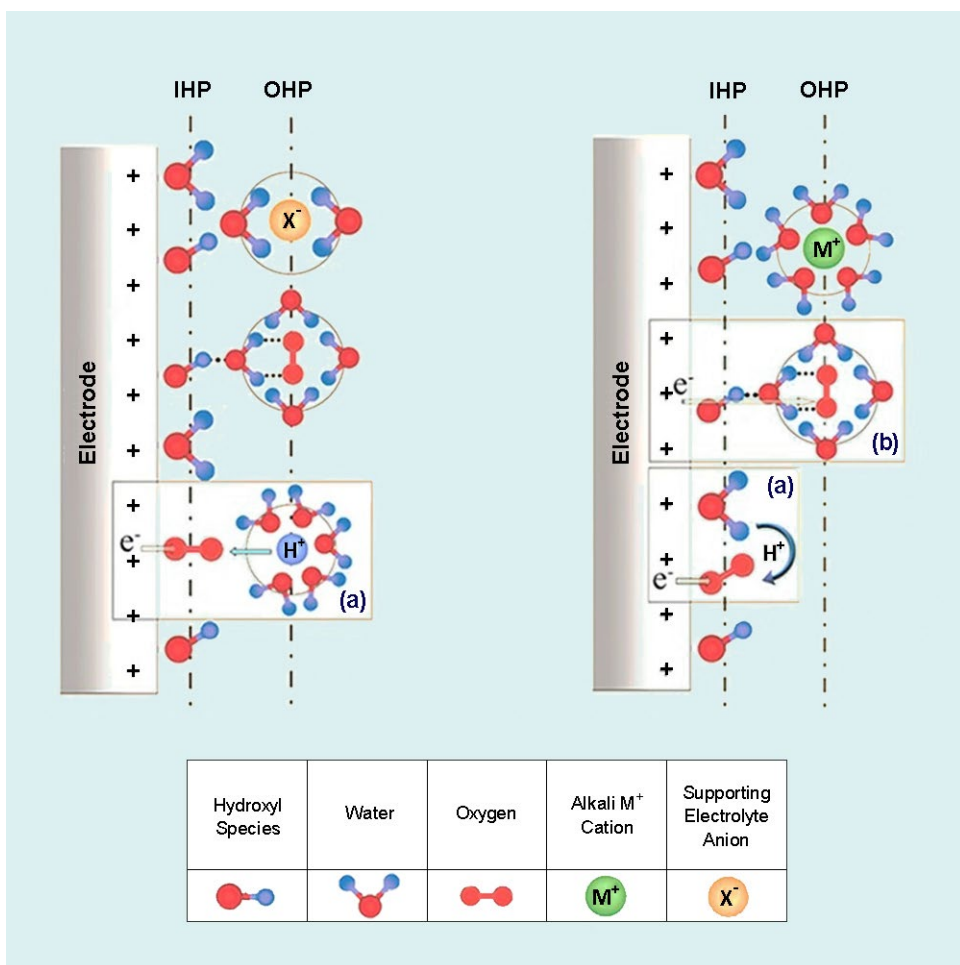 IHP OHP
+
X⁻
+
+
+
+
+
+
e⁻
H⁺
+
+
(a)
+
+
Electrode
IHP OHP
+
+
M⁺
+
+
e⁻
+
(b)
+
+
(a)
H⁺
+
e⁻
+
+
Electrode
Hydroxyl
Species
Water
Oxygen
Alkali M⁺
Cation
Supporting
Electrolyte
Anion
M⁺
X⁻